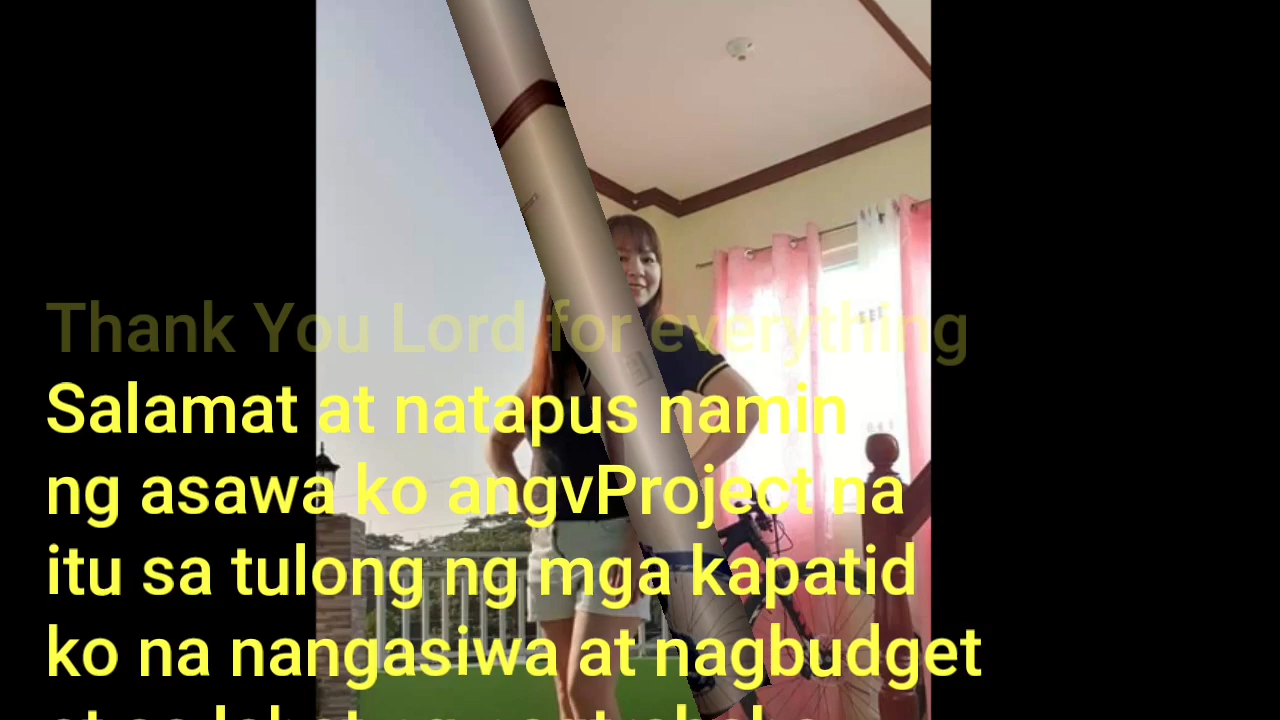 Thank You Lord for everything
Salamat at natapus namin
ng asawa ko angvProject na
itu sa tulong ng mga kapatid
ko na nangasiwa at nagbudget